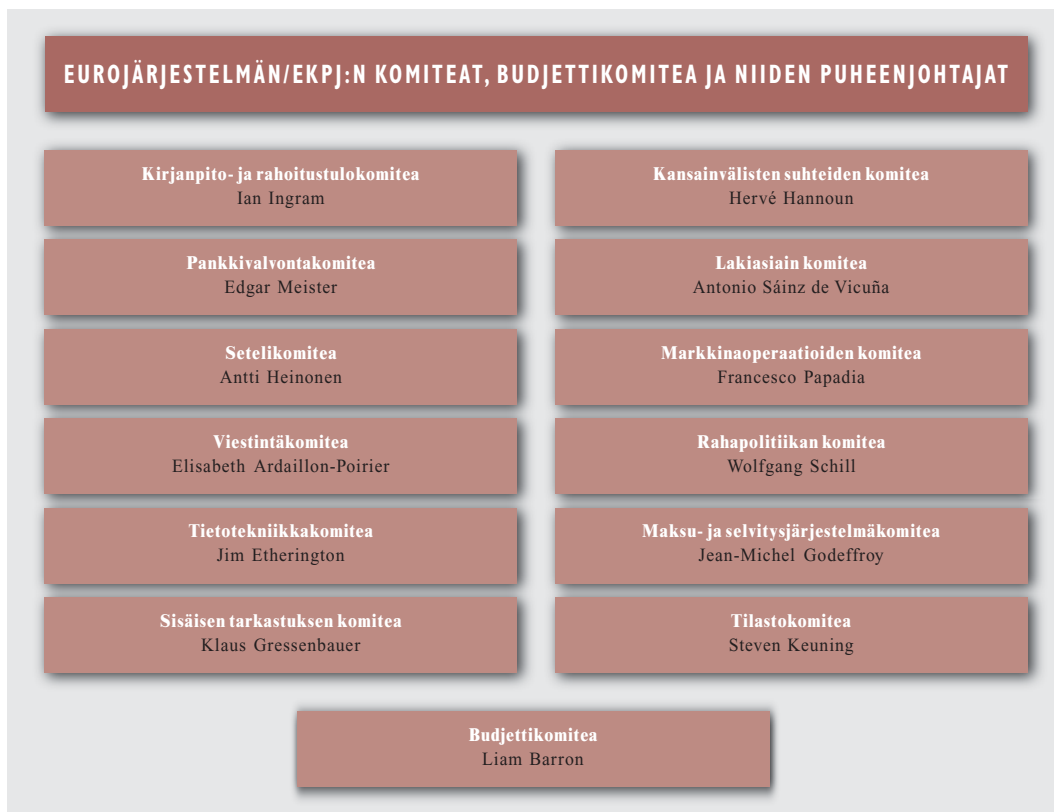 EUROJÄRJESTELMÄN/EKPJ:N KOMITEAT, BUDJETTIKOMITEA JA NIIDEN PUHEENJOHTAJAT
Kirjanpito- ja rahoitustulokomitea
Ian Ingram
Kansainvälisten suhteiden komitea
Hervé Hannoun
Pankkivalvontakomitea
Edgar Meister
Lakiasiain komitea
Antonio Sáinz de Vicuña
Setelikomitea
Antti Heinonen
Markkinaoperaatioiden komitea
Francesco Papadia
Viestintäkomitea
Elisabeth Ardaillon-Poirier
Rahapolitiikan komitea
Wolfgang Schill
Tietotekniikkakomitea
Jim Etherington
Maksu- ja selvitysjärjestelmäkomitea
Jean-Michel Godeffroy
Sisäisen tarkastuksen komitea
Klaus Gressenbauer
Tilastokomitea
Steven Keuning
Budjettikomitea
Liam Barron